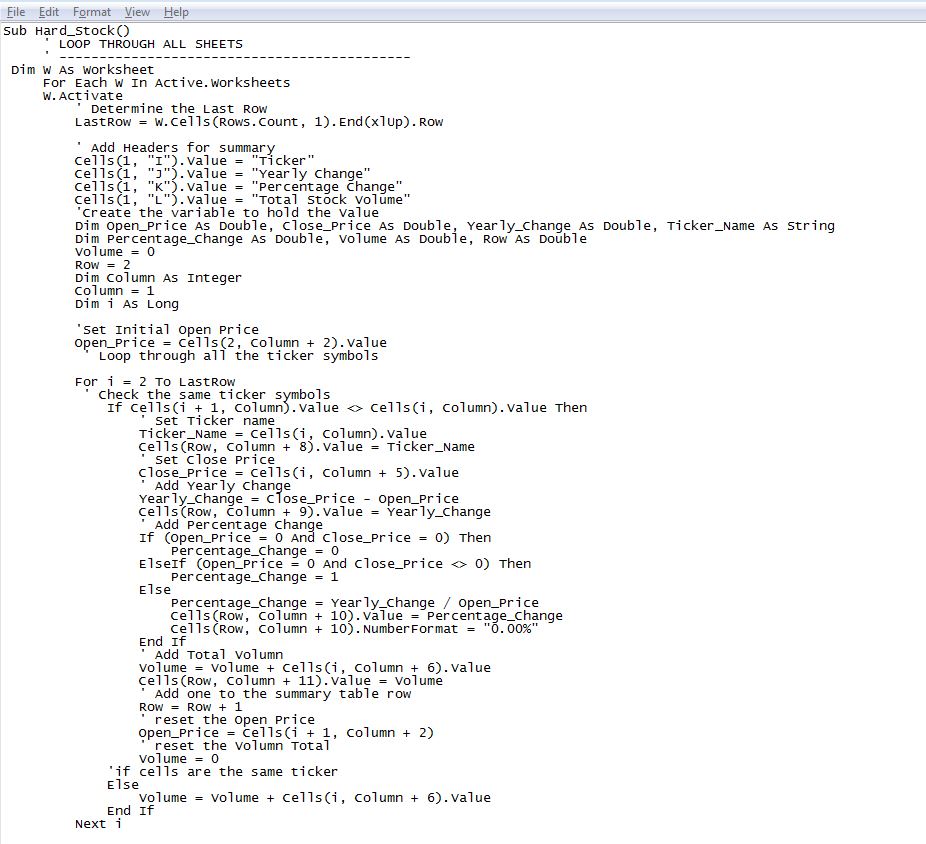 File Edit Format View Help
Sub Hard_Stock()
' LOOP THROUGH ALL SHEETS
' --------------------------------------------
Dim W As Worksheet
For Each W In Active.Worksheets
W.Activate
' Determine the Last Row
LastRow = W.Cells(Rows.Count, 1).End(xlUp).Row
' Add Headers for summary
Cells(1, "I").Value = "Ticker"
Cells(1, "J").Value = "Yearly Change"
Cells(1, "K").Value = "Percentage Change"
Cells(1, "L").Value = "Total Stock Volume"
'Create the variable to hold the Value
Dim Open_Price As Double, Close_Price As Double, Yearly_Change As Double, Ticker_Name As String
Dim Percentage_Change As Double, Volume As Double, Row As Double
Volume = 0
Row = 2
Dim Column As Integer
Column = 1
Dim i As Long
'Set Initial Open Price
Open_Price = Cells(2, Column + 2).Value
' Loop through all the ticker symbols
For i = 2 To LastRow
' Check the same ticker symbols
If Cells(i + 1, Column).Value <> Cells(i, Column).Value Then
' Set Ticker name
Ticker_Name = Cells(i, Column).Value
Cells(Row, Column + 8).Value = Ticker_Name
' Set Close Price
Close_Price = Cells(i, Column + 5).Value
' Add Yearly Change
Yearly_Change = Close_Price - Open_Price
Cells(Row, Column + 9).Value = Yearly_Change
' Add Percentage Change
If (Open_Price = 0 And Close_Price = 0) Then
Percentage_Change = 0
ElseIf (Open_Price = 0 And Close_Price <> 0) Then
Percentage_Change = 1
Else
Percentage_Change = Yearly_Change / Open_Price
Cells(Row, Column + 10).Value = Percentage_Change
Cells(Row, Column + 10).NumberFormat = "0.00%"
End If
' Add Total Volumn
Volume = Volume + Cells(i, Column + 6).Value
Cells(Row, Column + 11).Value = Volume
' Add one to the summary table row
Row = Row + 1
' reset the Open Price
Open_Price = Cells(i + 1, Column + 2)
' reset the Volumn Total
Volume = 0
'if cells are the same ticker
Else
Volume = Volume + Cells(i, Column + 6).Value
End If
Next i